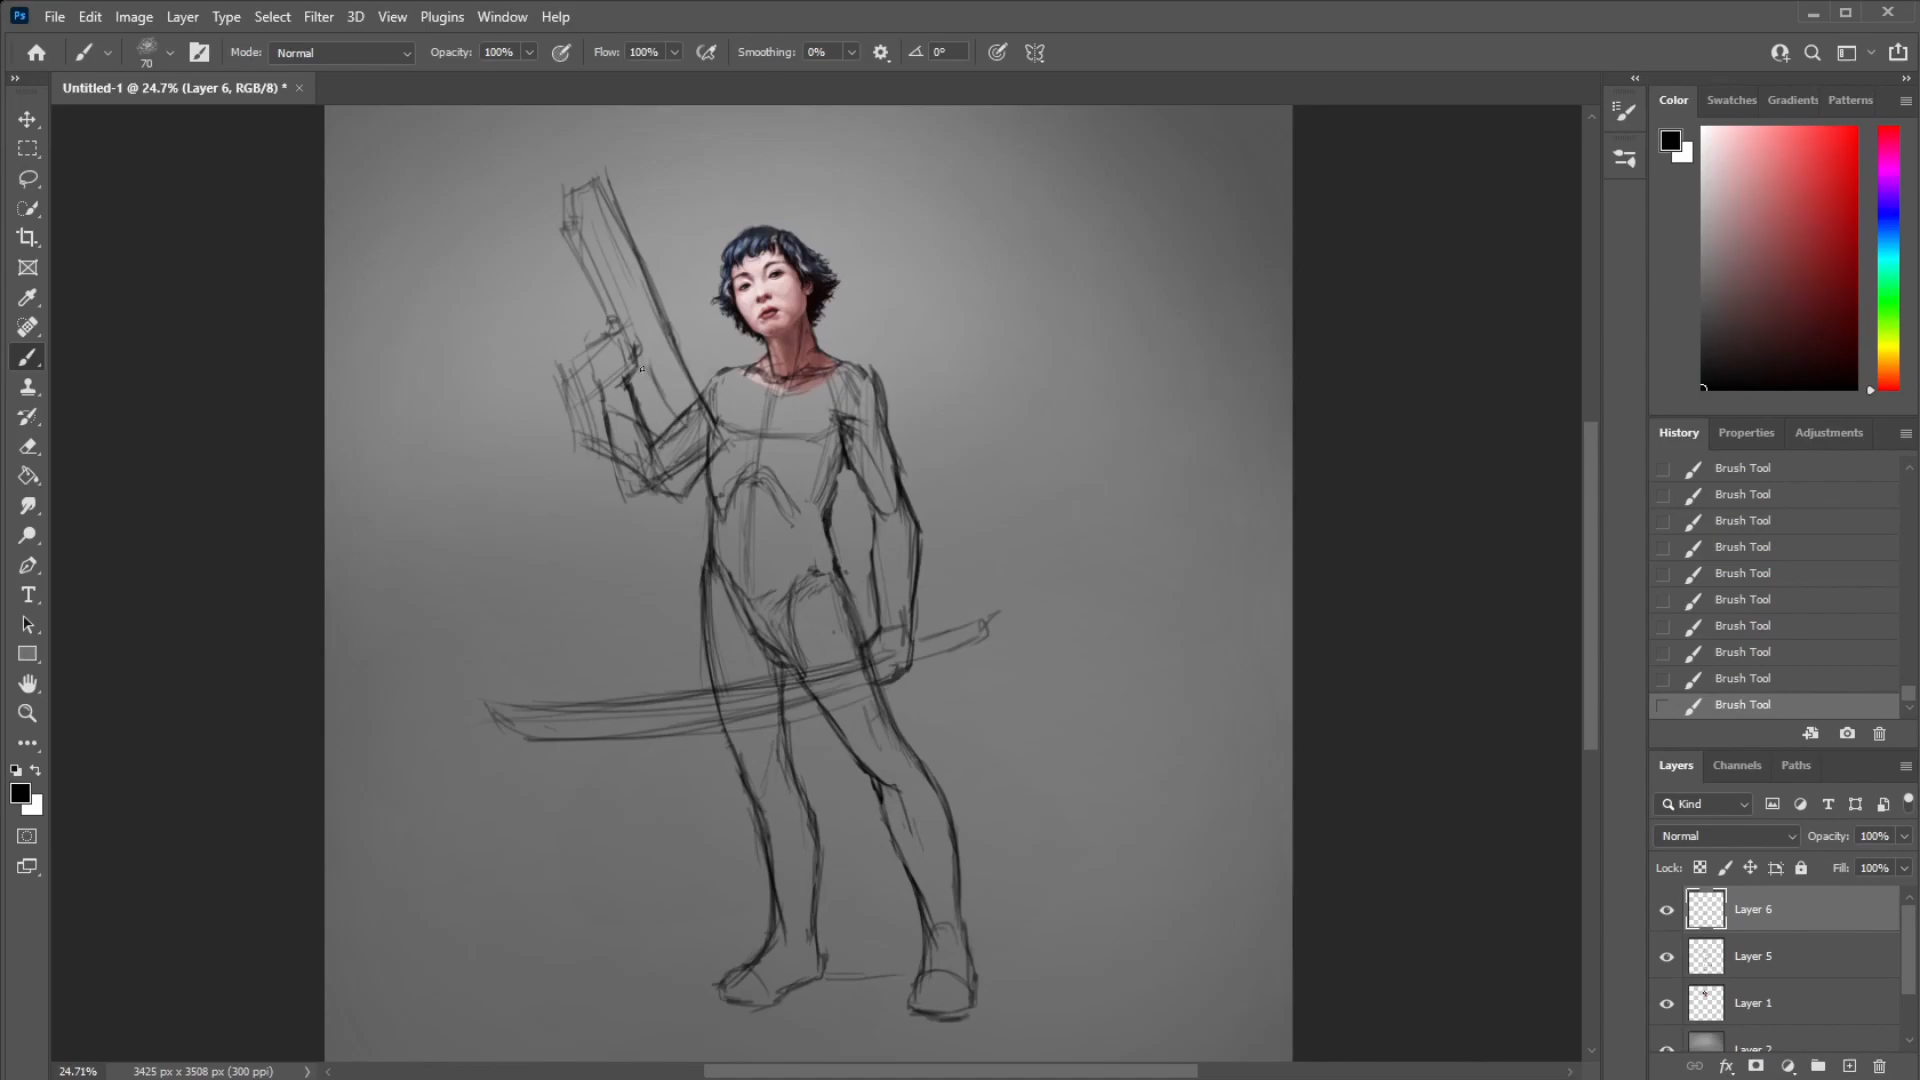 Ps File Edit Image Layer Type Select Filter 3D View Plugins Window Help
70 Mode: Normal Opacity: 100% Flow: 100% Smoothing: 0% 0°
Untitled-1 @ 24.7% (Layer 6, RGB/8) * ×
Color Swatches Gradients Patterns
History Properties Adjustments
Brush Tool
Brush Tool
Brush Tool
Brush Tool
Brush Tool
Brush Tool
Brush Tool
Brush Tool
Brush Tool
Brush Tool
Layers Channels Paths
Kind
Normal Opacity: 100%
Lock: Fill: 100%
Layer 6
Layer 5
Layer 1
Layer 2
24.71% 3425 px x 3508 px (300 ppi)